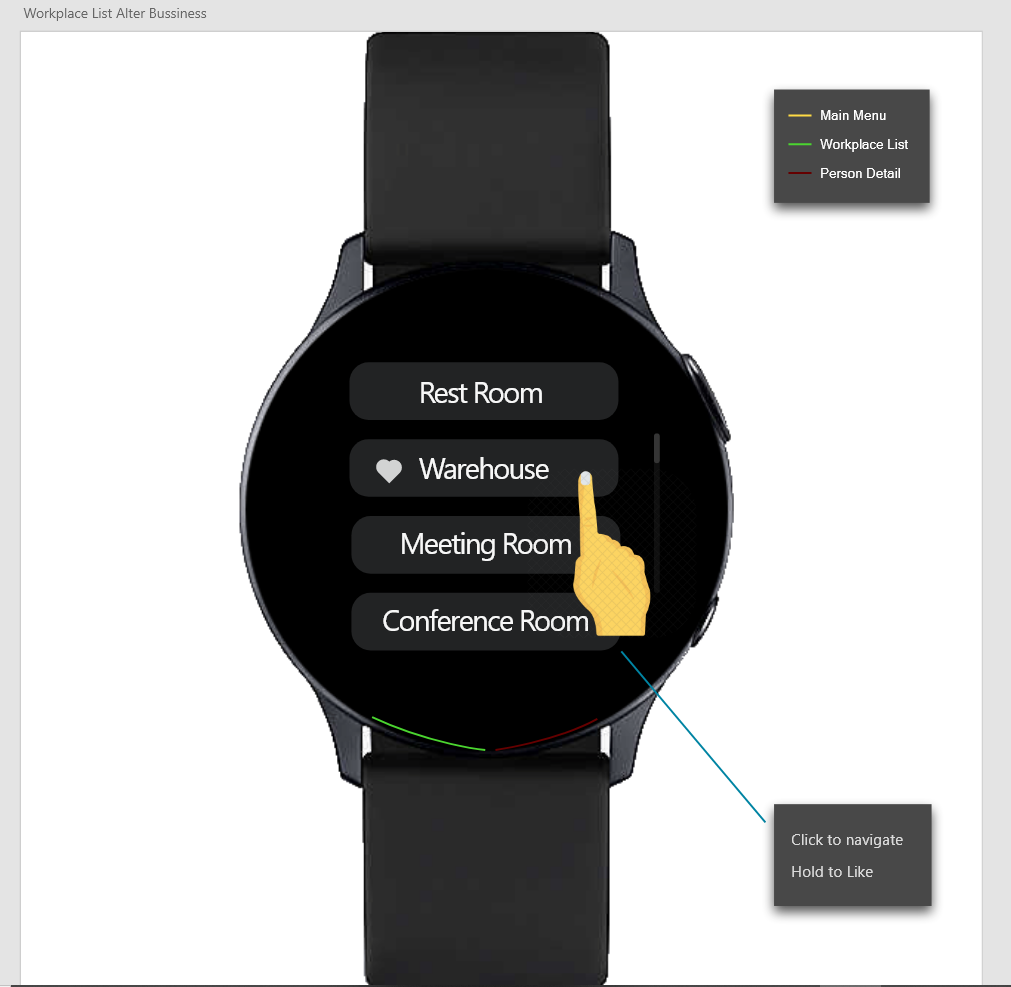 Workplace List Alter Bussiness
Main Menu
Workplace List
Person Detail
Rest Room
Warehouse
Meeting Room
Conference Room
Click to navigate
Hold to Like